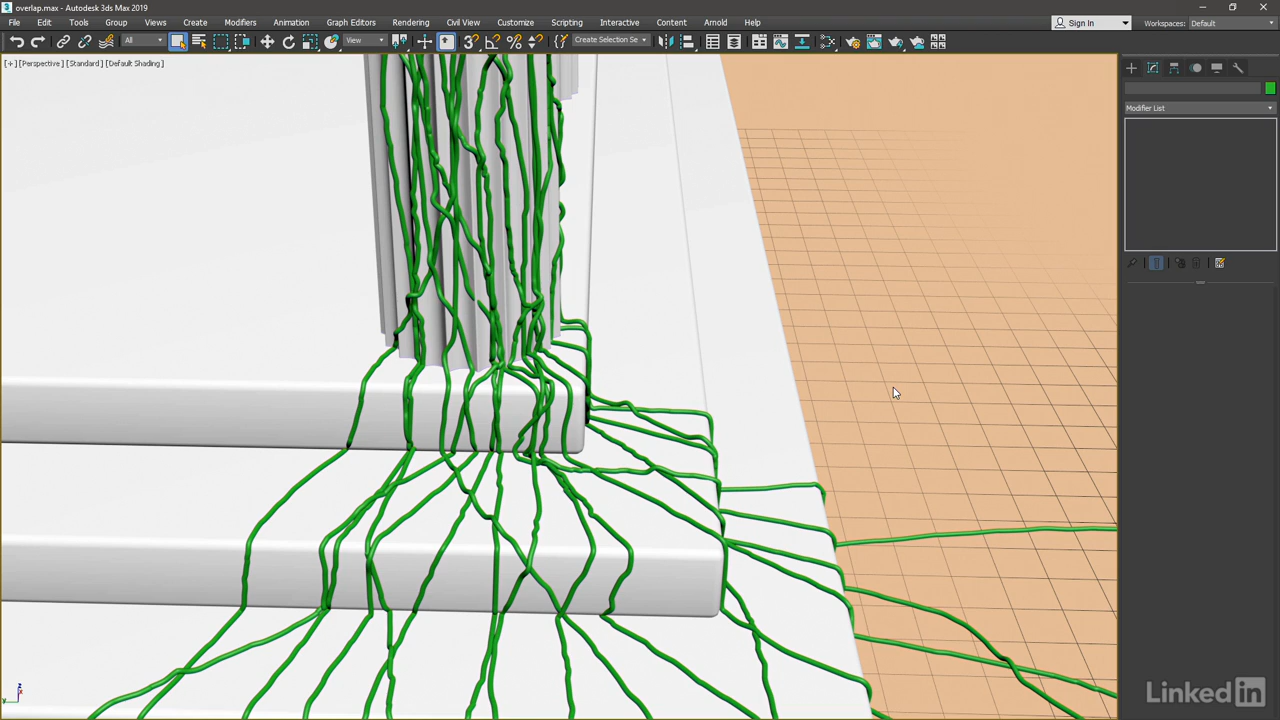 overlap.max - Autodesk 3ds Max 2019
File Edit Tools Group Views Create Modifiers Animation Graph Editors Rendering Civil View Customize Scripting Interactive Content Arnold Help
Sign In
Workspaces: Default
All
View
Create Selection Se
[+] [Perspective] [Standard] [Default Shading]
Modifier List
z
y
LinkedIn